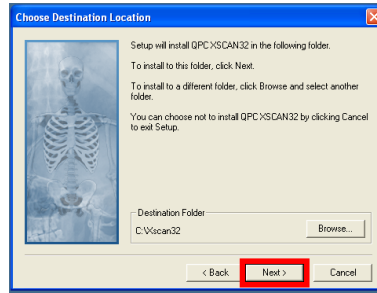 Choose Destination Location
Setup will install QPC XSCAN32 in the following folder.
To install to this folder, click Next.
To install to a different folder, click Browse and select another
folder.
You can choose not to install QPC XSCAN32 by clicking Cancel
to exit Setup.
Destination Folder
C:\Xscan32
Browse...
< Back
Next >
Cancel